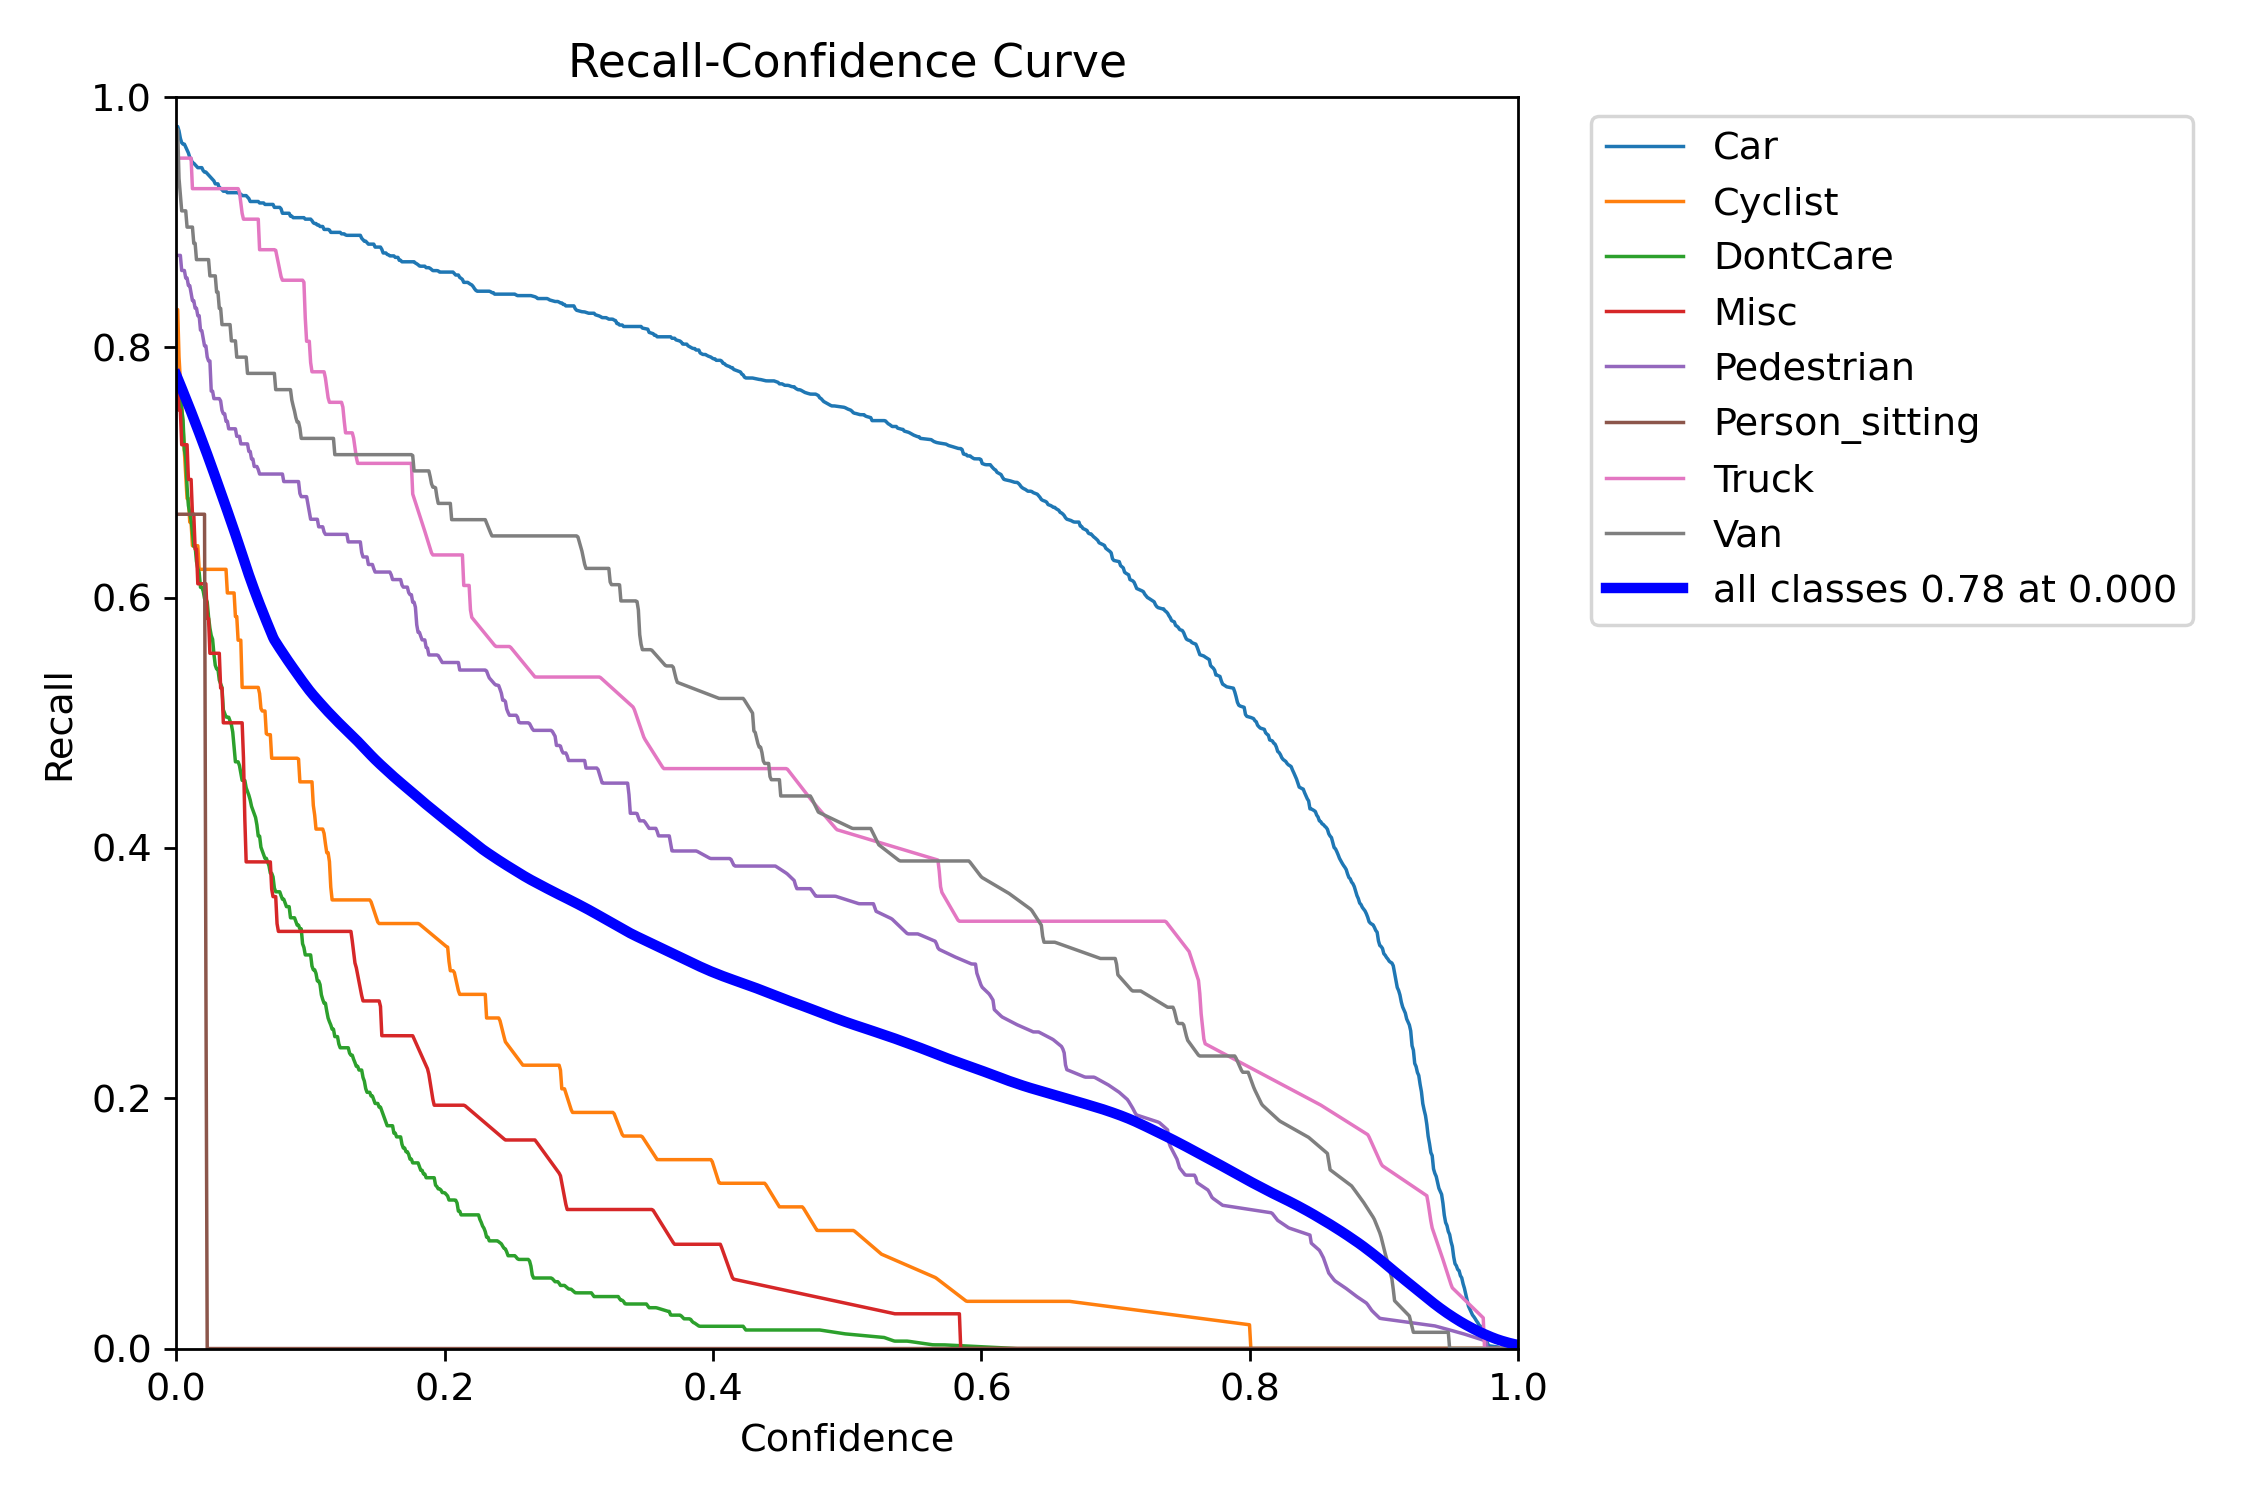 Recall-Confidence Curve
1.0
0.8
0.6
0.4
0.2
0.0
Recall
0.0 0.2 0.4 0.6 0.8 1.0
Confidence
Car
Cyclist
DontCare
Misc
Pedestrian
Person_sitting
Truck
Van
all classes 0.78 at 0.000